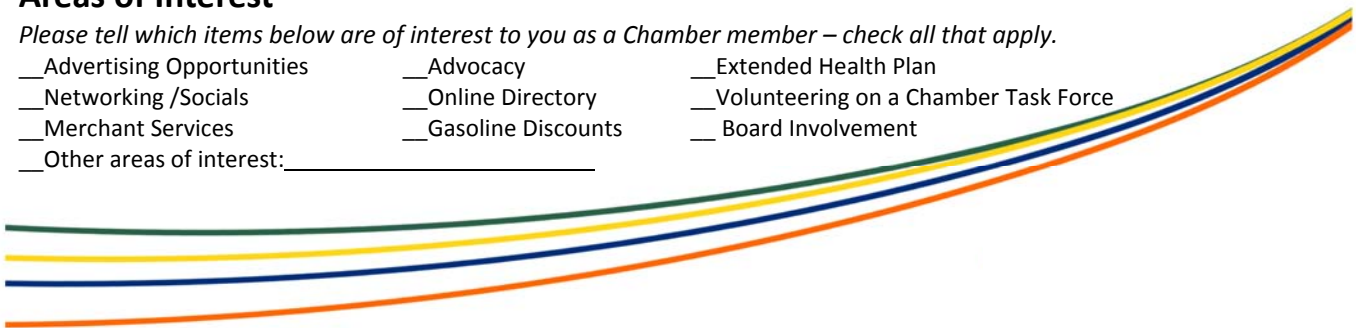 Areas of Interest
Please tell which items below are of interest to you as a Chamber member – check all that apply.
__Advertising Opportunities __Advocacy __Extended Health Plan
__Networking /Socials __Online Directory __Volunteering on a Chamber Task Force
__Merchant Services __Gasoline Discounts __ Board Involvement
__Other areas of interest:_______________________